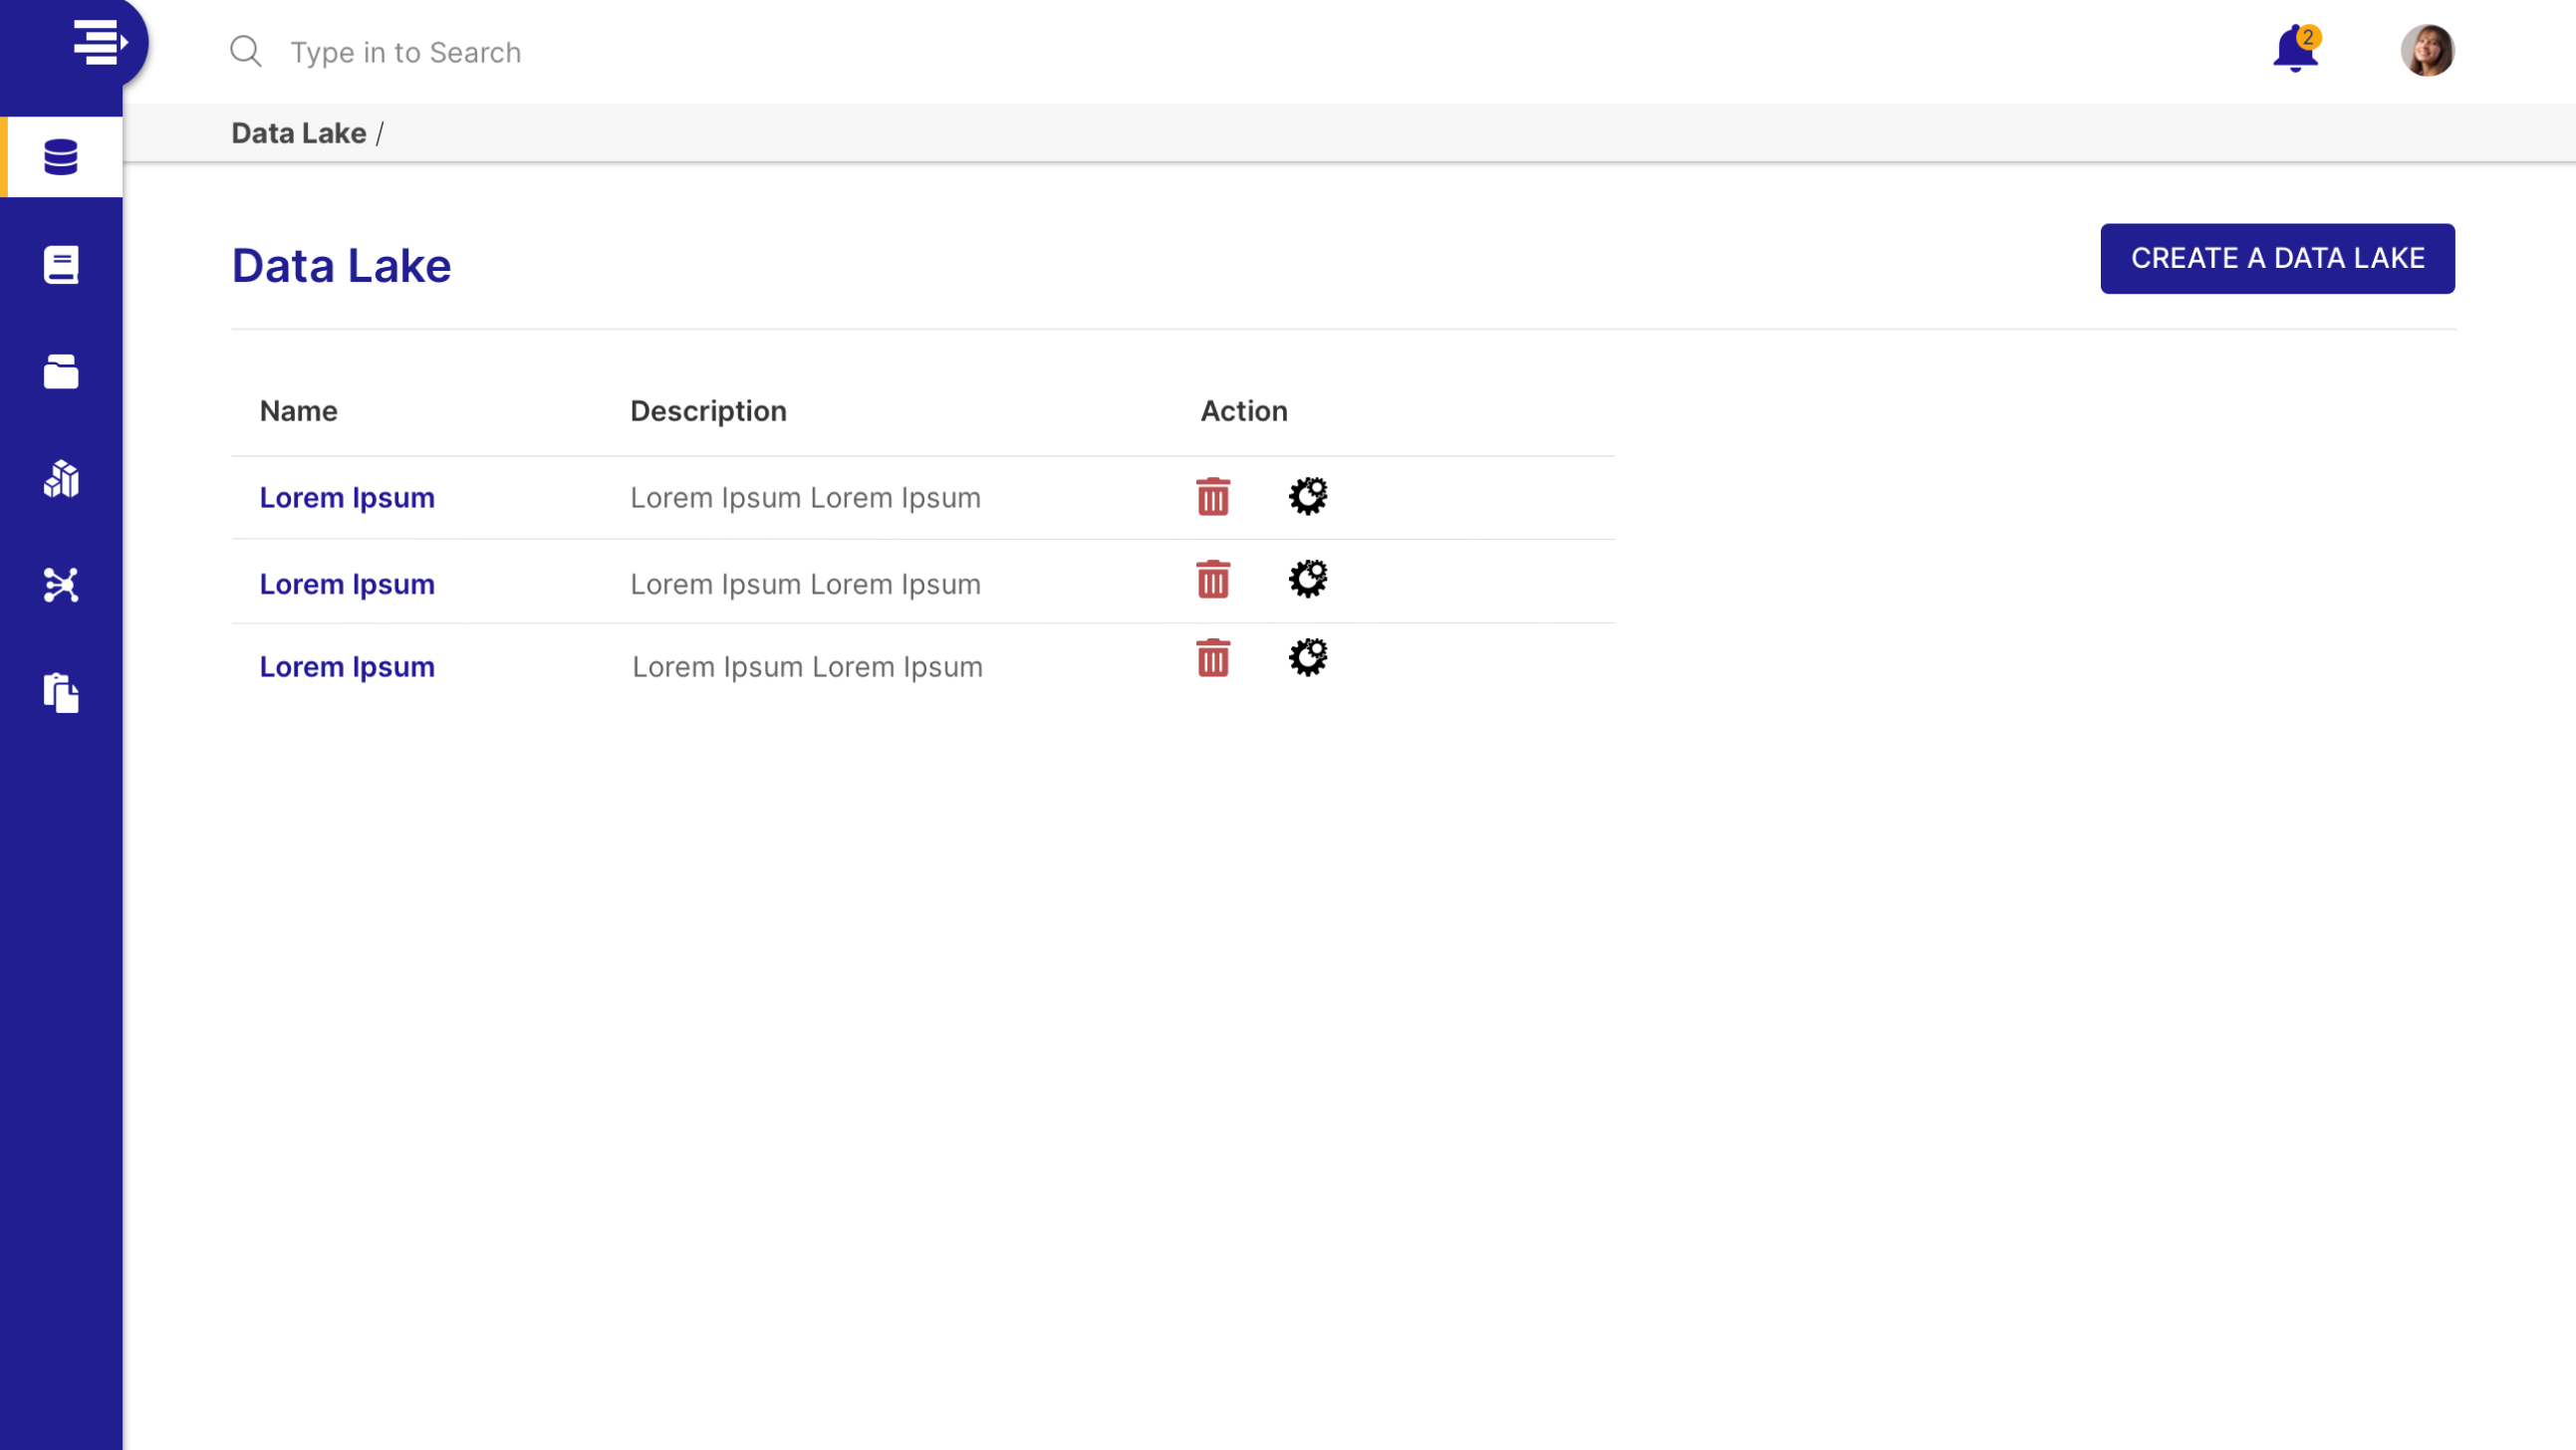 Type in to Search
2
Data Lake /
Data Lake
CREATE A DATA LAKE
Name Description Action
Lorem Ipsum Lorem Ipsum Lorem Ipsum
Lorem Ipsum Lorem Ipsum Lorem Ipsum
Lorem Ipsum Lorem Ipsum Lorem Ipsum